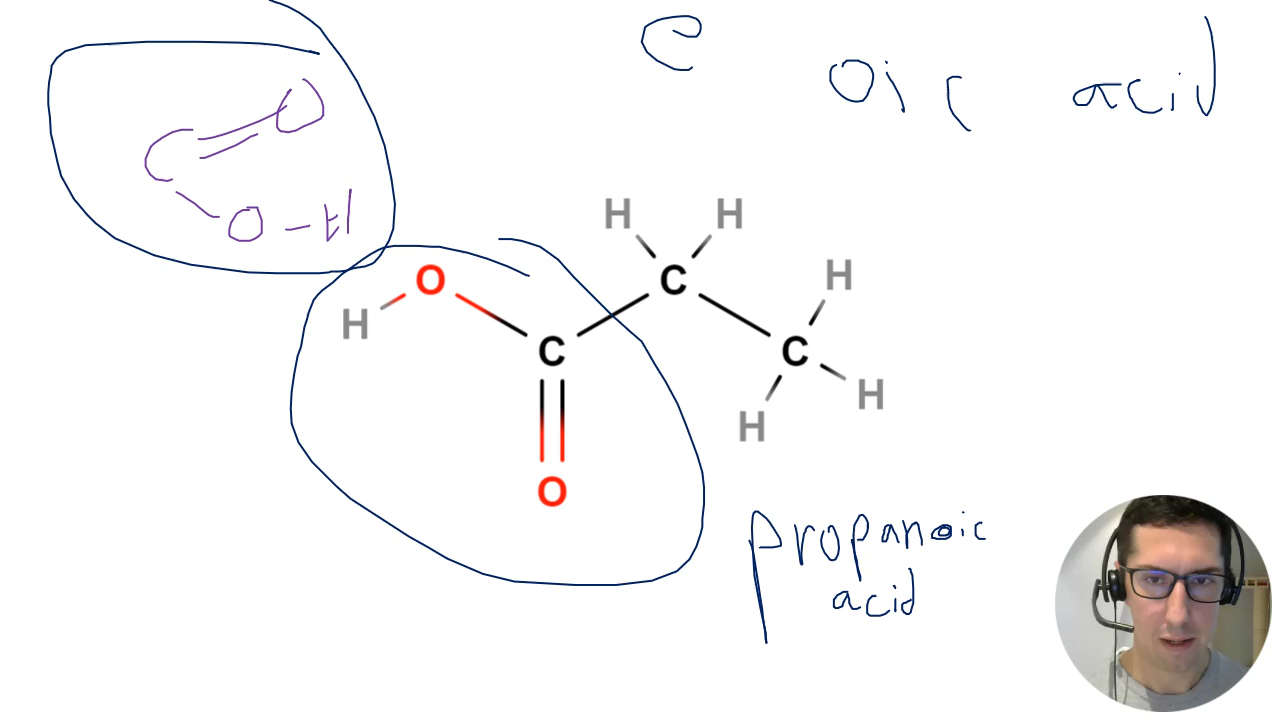 e
oic acid
C=O
O-H
H H
H O C H
C C H
H
O
propanoic
acid